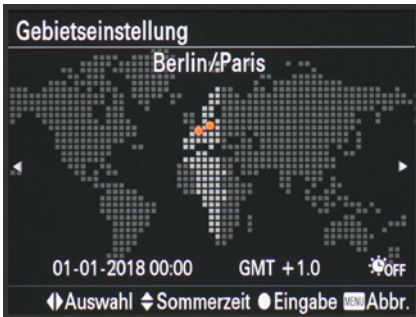 Gebietseinstellung
Berlin/Paris
01-01-2018 00:00 GMT +1.0 OFF
Auswahl Sommerzeit Eingabe MENU Abbr.